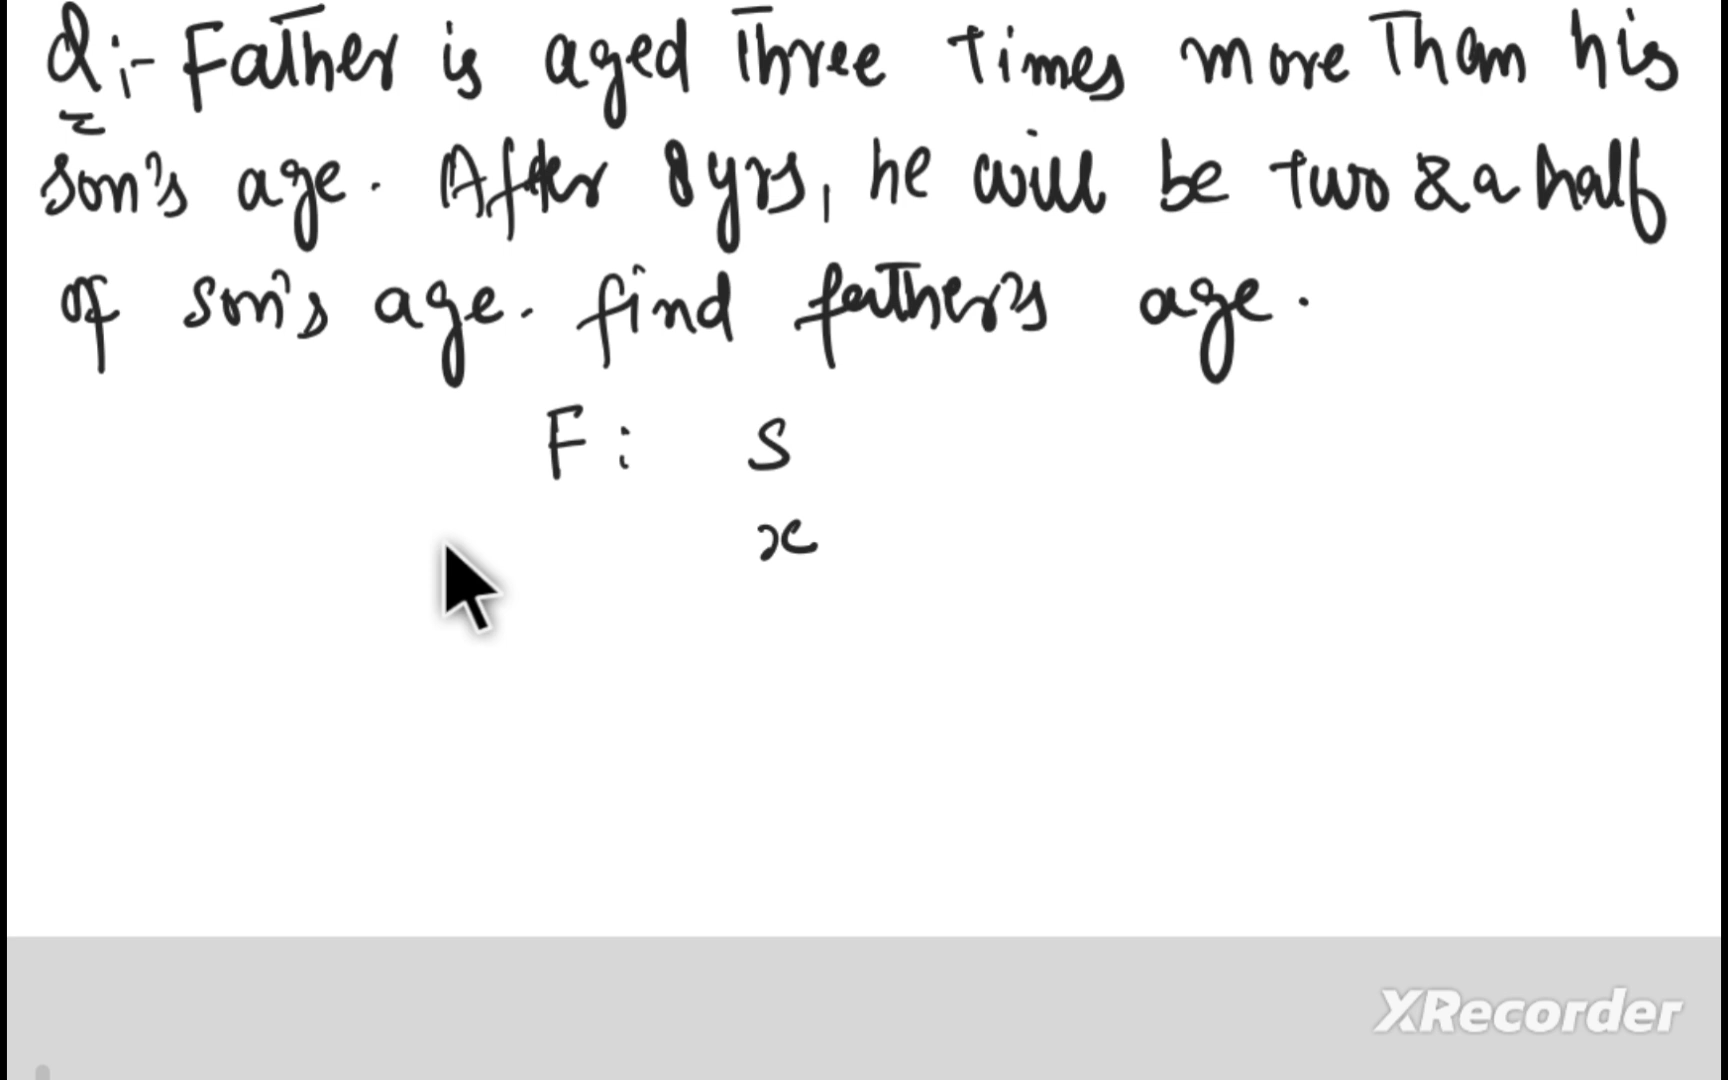 Q:- Father is aged Three times more Than his
son's age. After 8yrs, he will be two & a half
of son's age. find father's age.
F: S
x
XRecorder